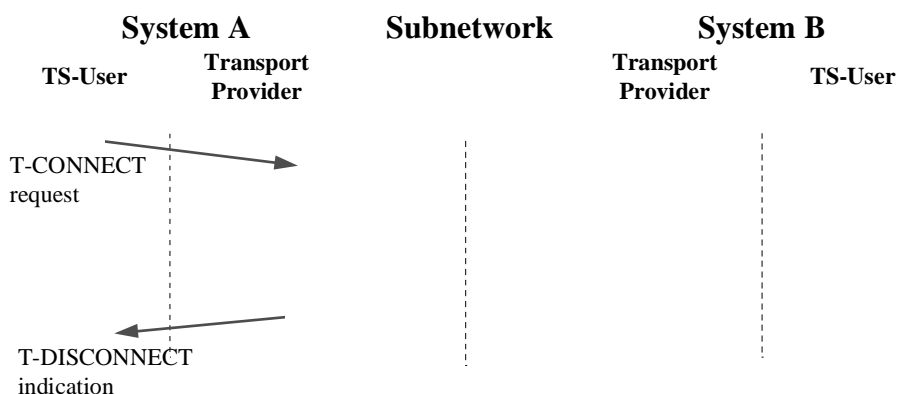 System A
Subnetwork
System B
TS-User
Transport
Provider
Transport
Provider
TS-User
T-CONNECT
request
T-DISCONNECT
indication